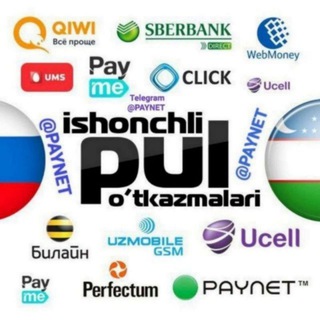 QIWI
Всё проще
SBERBANK
DIRECT
WebMoney
UMS
Pay
me
CLICK
Ucell
Telegram
@PAYNET
@PAYNET
@PAYNET
ishonchli
pul
o'tkazmalari
Билайн
UZMOBILE
GSM
Ucell
Pay
me
Perfectum
PAYNET™